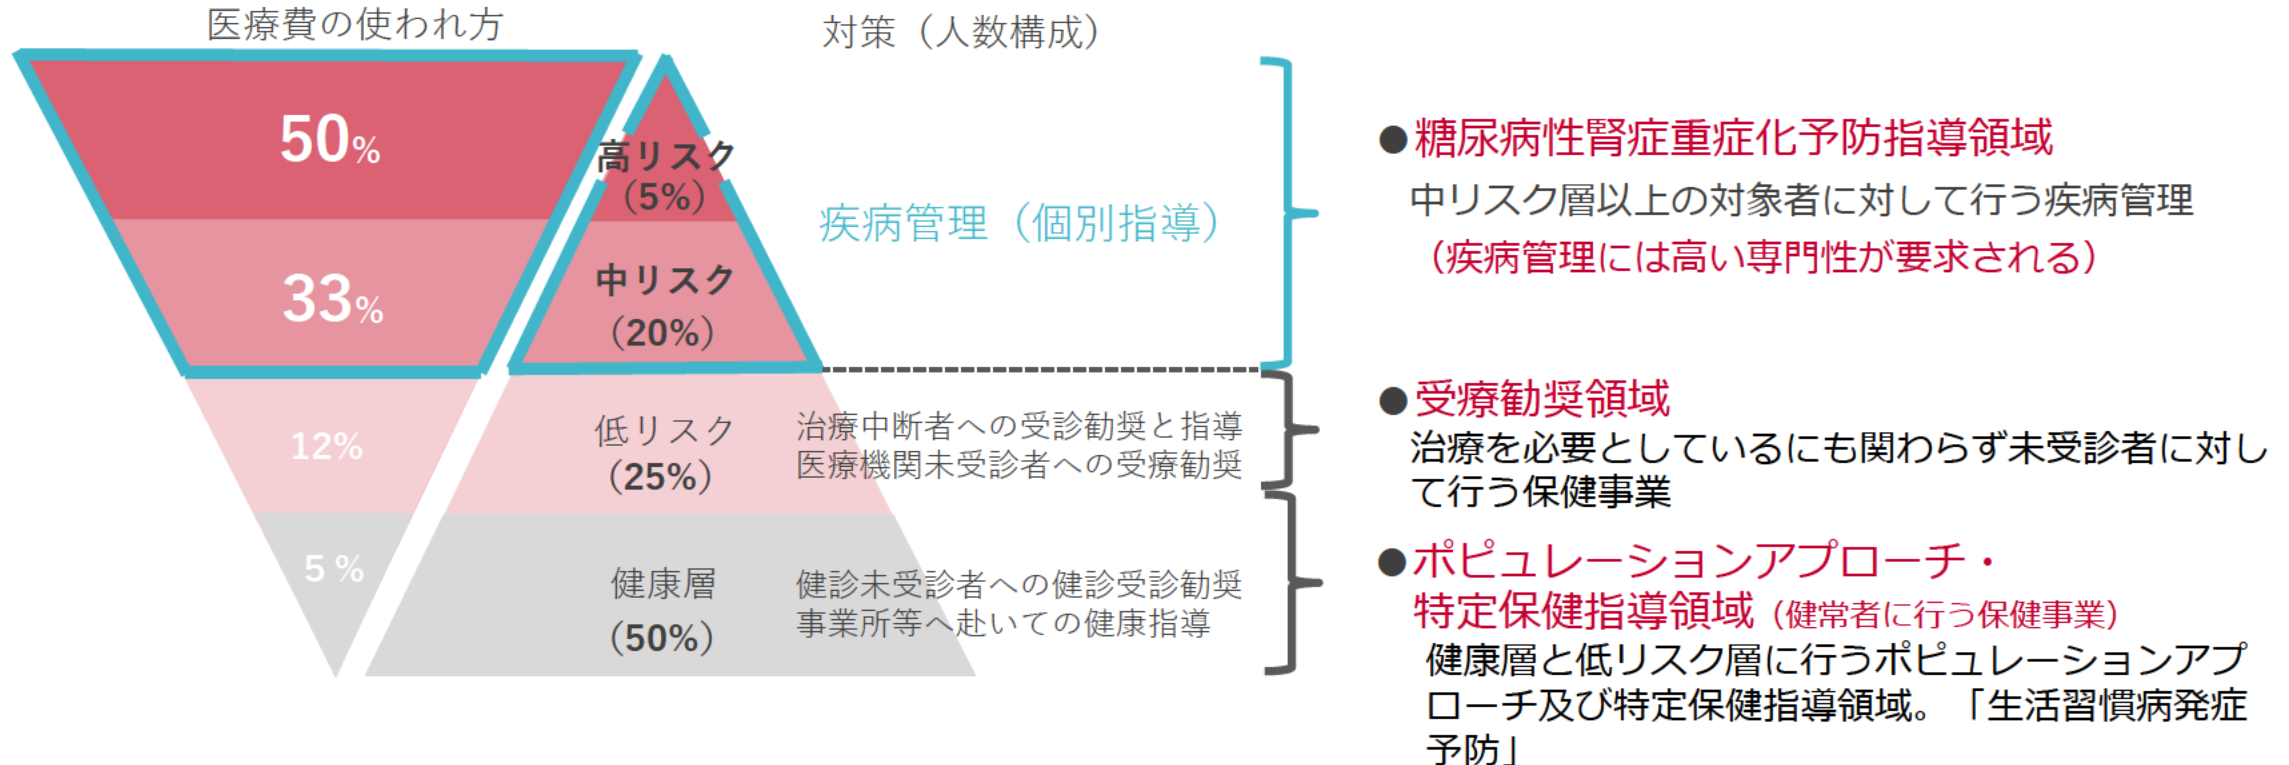 医療費の使われ方
対策（人数構成）
50%
33%
12%
5 %
高リスク
（5%）
中リスク
（20%）
低リスク
（25%）
健康層
（50%）
疾病管理（個別指導）
治療中断者への受診勧奨と指導
医療機関未受診者への受療勧奨
健診未受診者への健診受診勧奨
事業所等へ赴いての健康指導
●糖尿病性腎症重症化予防指導領域
中リスク層以上の対象者に対して行う疾病管理
（疾病管理には高い専門性が要求される）
●受療勧奨領域
治療を必要としているにも関わらず未受診者に対し
て行う保健事業
●ポピュレーションアプローチ・
特定保健指導領域（健常者に行う保健事業）
健康層と低リスク層に行うポピュレーションアプ
ローチ及び特定保健指導領域。「生活習慣病発症
予防」